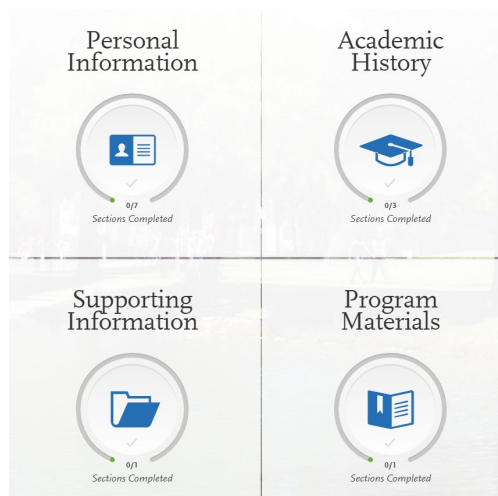 Personal
Information
0/7
Sections Completed
Academic
History
0/3
Sections Completed
Supporting
Information
0/1
Sections Completed
Program
Materials
0/1
Sections Completed